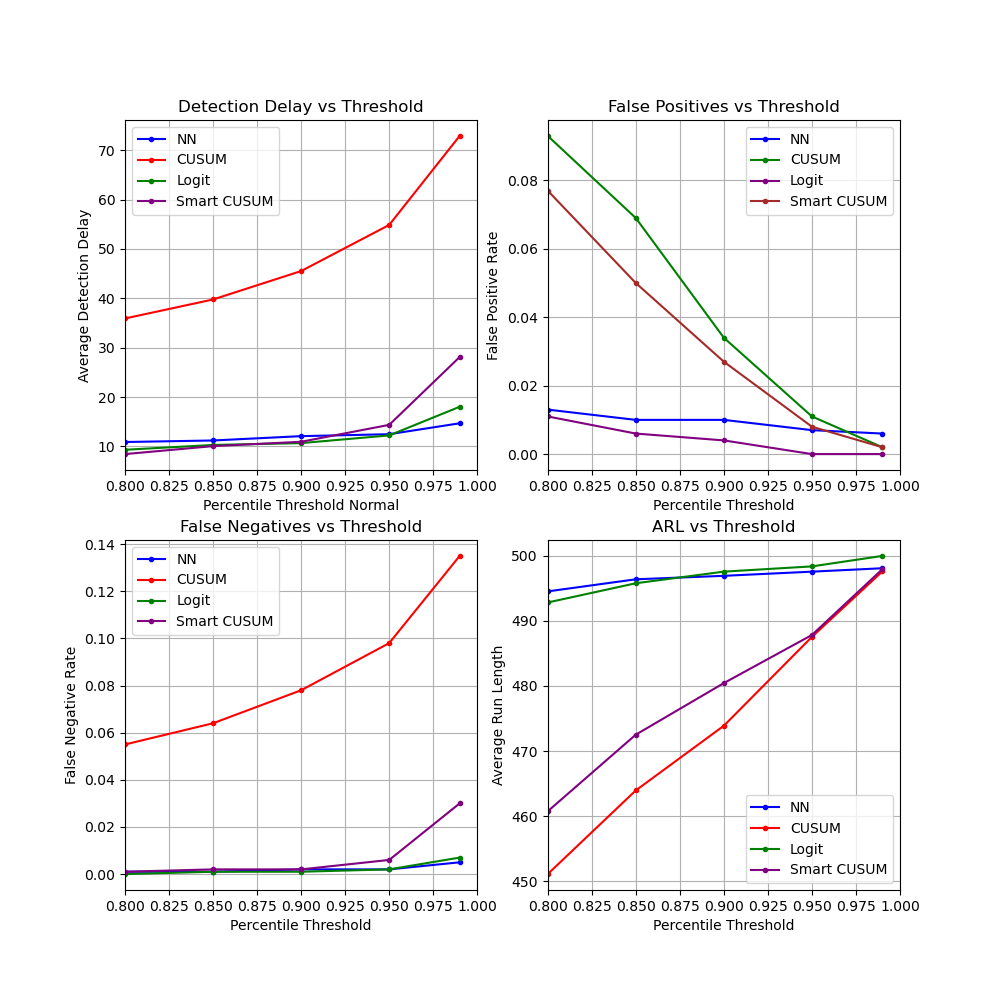 Detection Delay vs Threshold
NN
CUSUM
Logit
Smart CUSUM
Average Detection Delay
70
60
50
40
30
20
10
0.800 0.825 0.850 0.875 0.900 0.925 0.950 0.975 1.000
Percentile Threshold Normal
False Positives vs Threshold
NN
CUSUM
Logit
Smart CUSUM
False Positive Rate
0.08
0.06
0.04
0.02
0.00
0.800 0.825 0.850 0.875 0.900 0.925 0.950 0.975 1.000
Percentile Threshold
False Negatives vs Threshold
NN
CUSUM
Logit
Smart CUSUM
False Negative Rate
0.14
0.12
0.10
0.08
0.06
0.04
0.02
0.00
0.800 0.825 0.850 0.875 0.900 0.925 0.950 0.975 1.000
Percentile Threshold
ARL vs Threshold
Average Run Length
500
490
480
470
460
450
NN
CUSUM
Logit
Smart CUSUM
0.800 0.825 0.850 0.875 0.900 0.925 0.950 0.975 1.000
Percentile Threshold